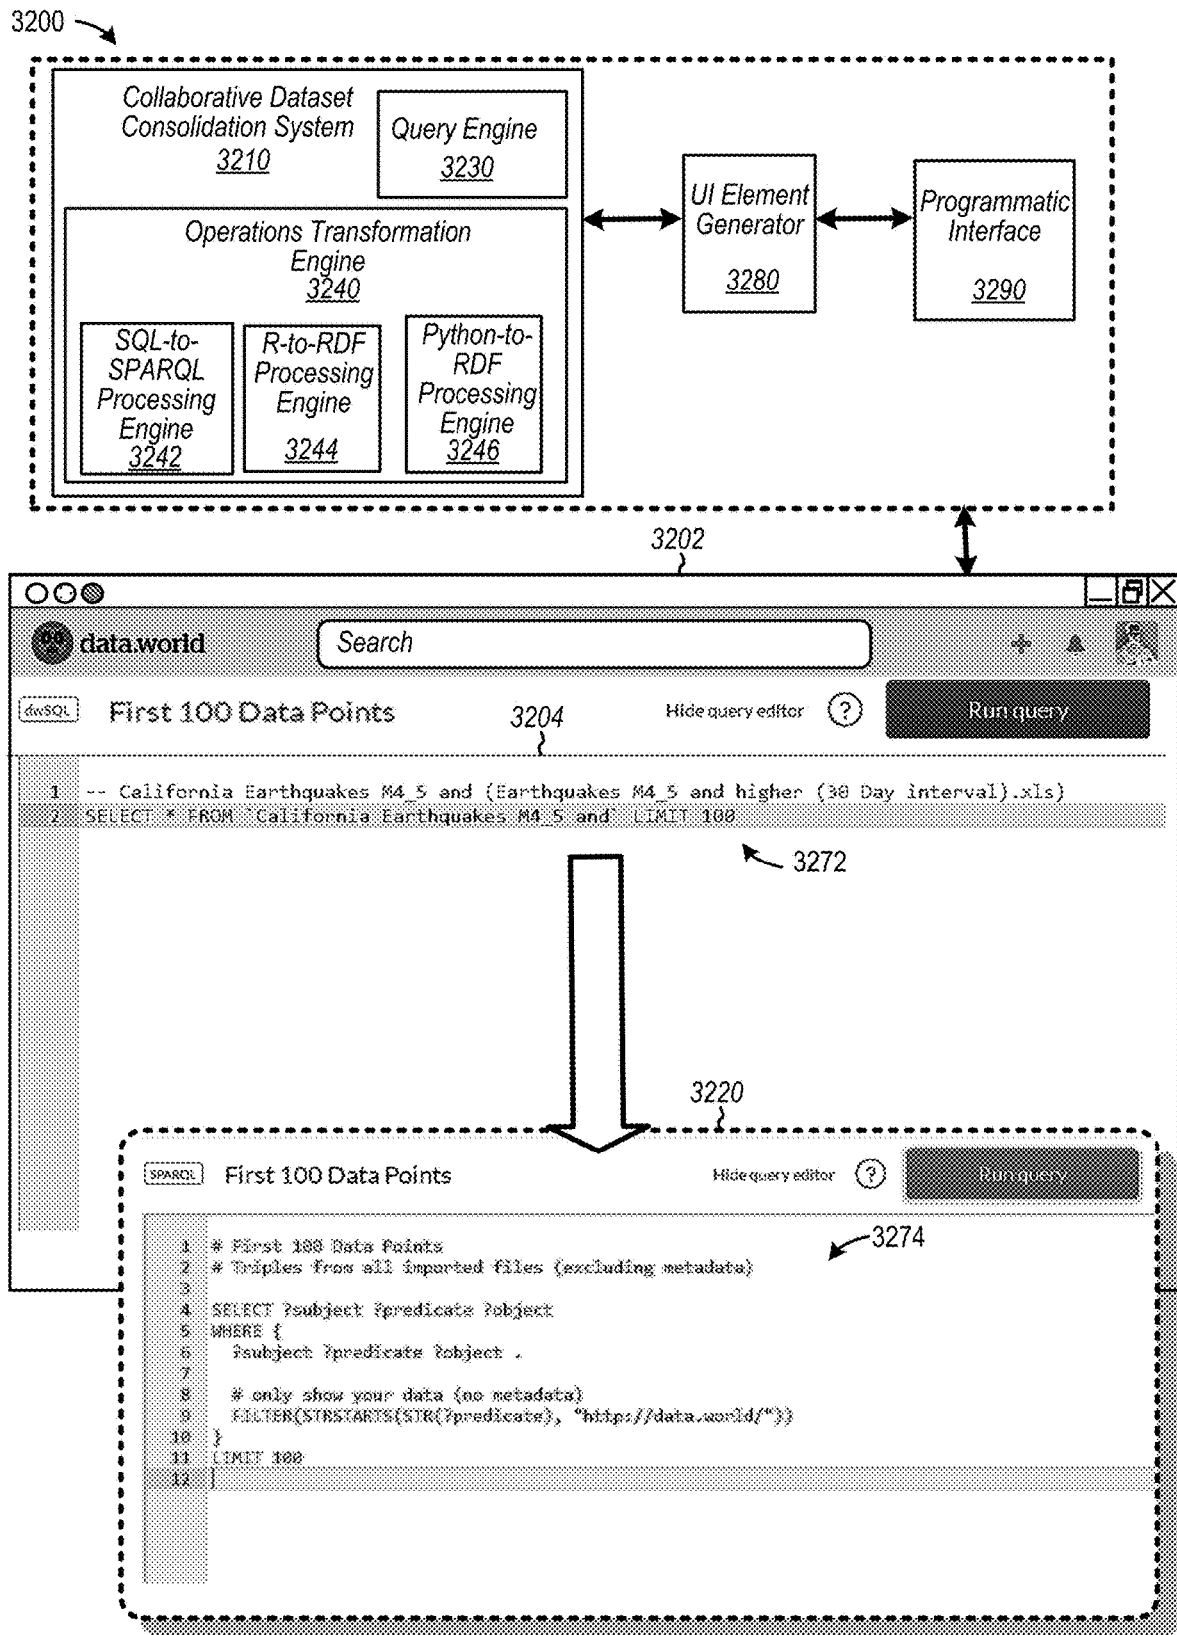 3200
Collaborative Dataset
Consolidation System
3210
Query Engine
3230
Operations Transformation
Engine
3240
SQL-to-
SPARQL
Processing
Engine
3242
R-to-RDF
Processing
Engine
3244
Python-to-
RDF
Processing
Engine
3246
UI Element
Generator
3280
Programmatic
Interface
3290
3202
data.world
Search
dwSQL
First 100 Data Points
3204
Hide query editor
?
Run query
1 -- California Earthquakes M4_5 and (Earthquakes M4_5 and higher (30 Day interval).xls)
2 SELECT * FROM `California Earthquakes M4_5 and` LIMIT 100
3272
3220
SPARQL
First 100 Data Points
Hide query editor
?
Run query
3274
1 # First 100 Data Points
2 # Triples from all imported files (excluding metadata)
3
4 SELECT ?subject ?predicate ?object
5 WHERE {
6 ?subject ?predicate ?object .
7
8 # only show your data (no metadata)
9 FILTER(STRSTARTS(STR(?predicate), "http://data.world/"))
10 }
11 LIMIT 100
12